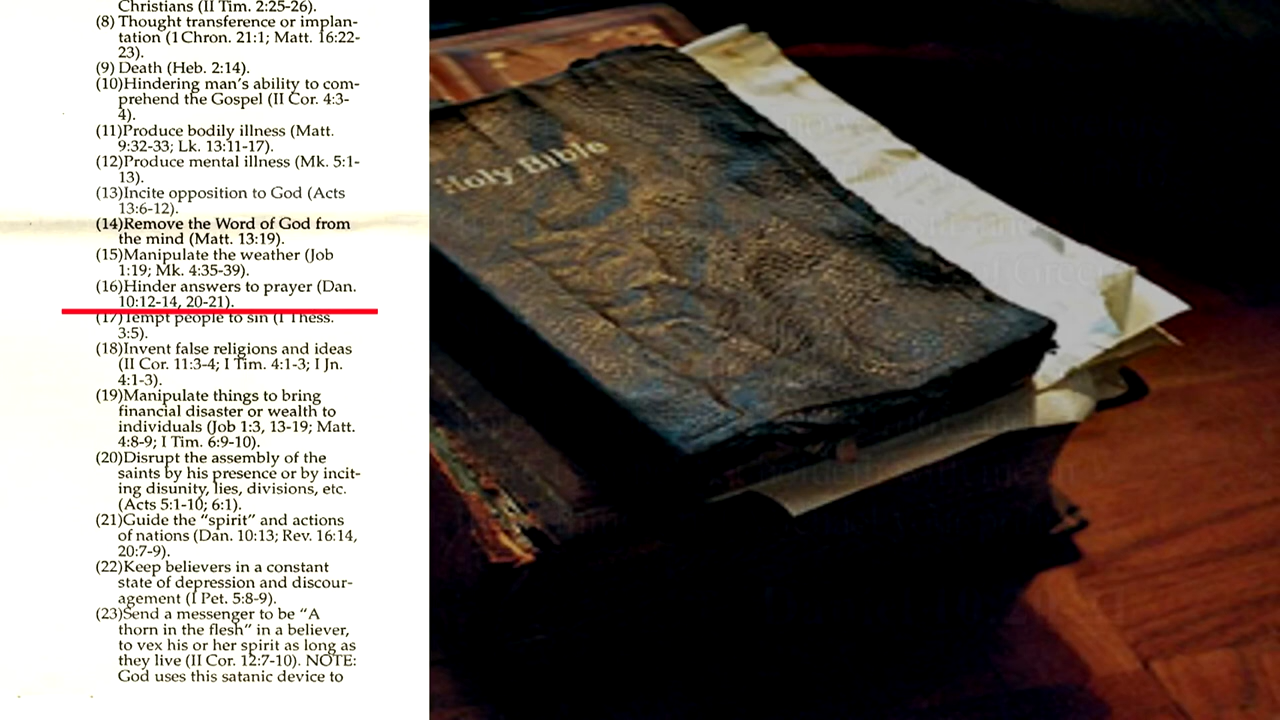 Christians (II Tim. 2:25-26).
(8) Thought transference or implan-
tation (1 Chron. 21:1; Matt. 16:22-
23).
(9) Death (Heb. 2:14).
(10)Hindering man's ability to com-
prehend the Gospel (II Cor. 4:3-
4).
(11)Produce bodily illness (Matt.
9:32-33; Lk. 13:11-17).
(12)Produce mental illness (Mk. 5:1-
13).
(13)Incite opposition to God (Acts
13:6-12).
(14)Remove the Word of God from
the mind (Matt. 13:19).
(15)Manipulate the weather (Job
1:19; Mk. 4:35-39).
(16)Hinder answers to prayer (Dan.
10:12-14, 20-21).
(17)Tempt people to sin (I Thess.
3:5).
(18)Invent false religions and ideas
(II Cor. 11:3-4; I Tim. 4:1-3; I Jn.
4:1-3).
(19)Manipulate things to bring
financial disaster or wealth to
individuals (Job 1:3, 13-19; Matt.
4:8-9; I Tim. 6:9-10).
(20)Disrupt the assembly of the
saints by his presence or by incit-
ing disunity, lies, divisions, etc.
(Acts 5:1-10; 6:1).
(21)Guide the “spirit” and actions
of nations (Dan. 10:13; Rev. 16:14,
20:7-9).
(22)Keep believers in a constant
state of depression and discour-
agement (I Pet. 5:8-9).
(23)Send a messenger to be “A
thorn in the flesh” in a believer,
to vex his or her spirit as long as
they live (II Cor. 12:7-10). NOTE:
God uses this satanic device to
Holy Bible